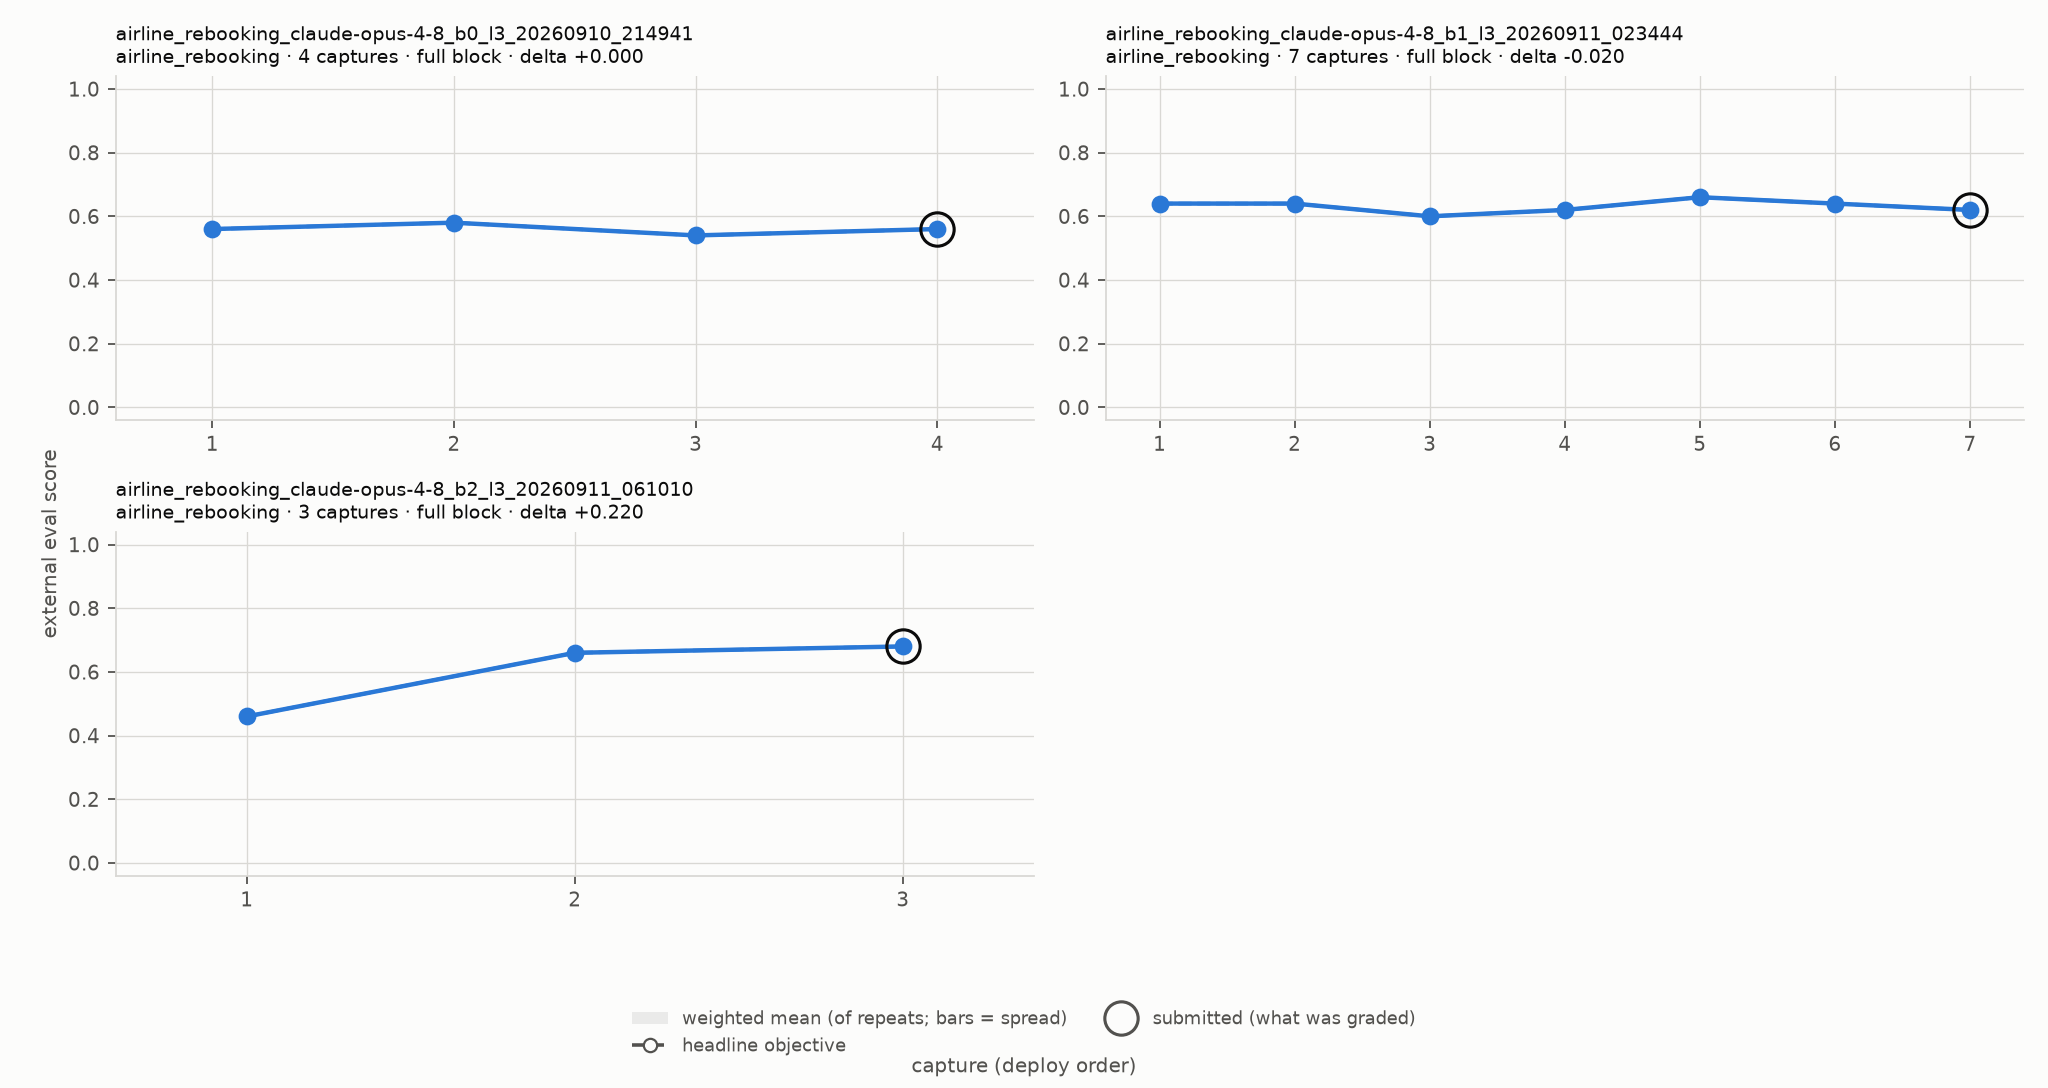 airline_rebooking_claude-opus-4-8_b0_l3_20260910_214941
airline_rebooking · 4 captures · full block · delta +0.000
1.0
0.8
0.6
0.4
0.2
0.0
1 2 3 4
airline_rebooking_claude-opus-4-8_b1_l3_20260911_023444
airline_rebooking · 7 captures · full block · delta -0.020
1.0
0.8
0.6
0.4
0.2
0.0
1 2 3 4 5 6 7
external eval score
airline_rebooking_claude-opus-4-8_b2_l3_20260911_061010
airline_rebooking · 3 captures · full block · delta +0.220
1.0
0.8
0.6
0.4
0.2
0.0
1 2 3
weighted mean (of repeats; bars = spread)
headline objective
submitted (what was graded)
capture (deploy order)